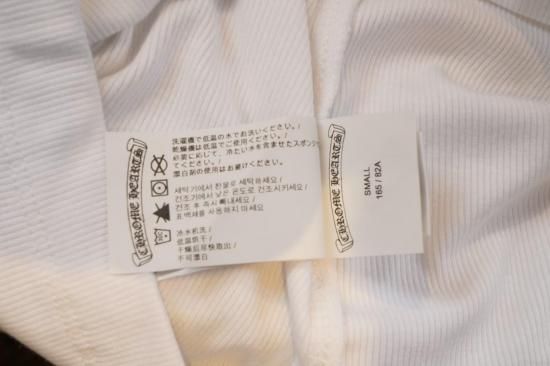 CHROME HEARTS
洗濯機で低温の水でお洗いください。/
乾燥機は低温でご使用ください。/
必要に応じて、冷たい水を含ませたスポンジ
てください。/
漂白剤の使用はお避けください。
세탁기에서 찬물로 세탁하세요/
건조기에서 낮은 온도로 건조시키세요/
건조 후 즉시 빼내세요/
표백제를 사용하지 마세요
冷水机洗/
低温烘干/
干燥后尽快取出/
不可漂白
CHROME HEARTS
SMALL
165 / 82A